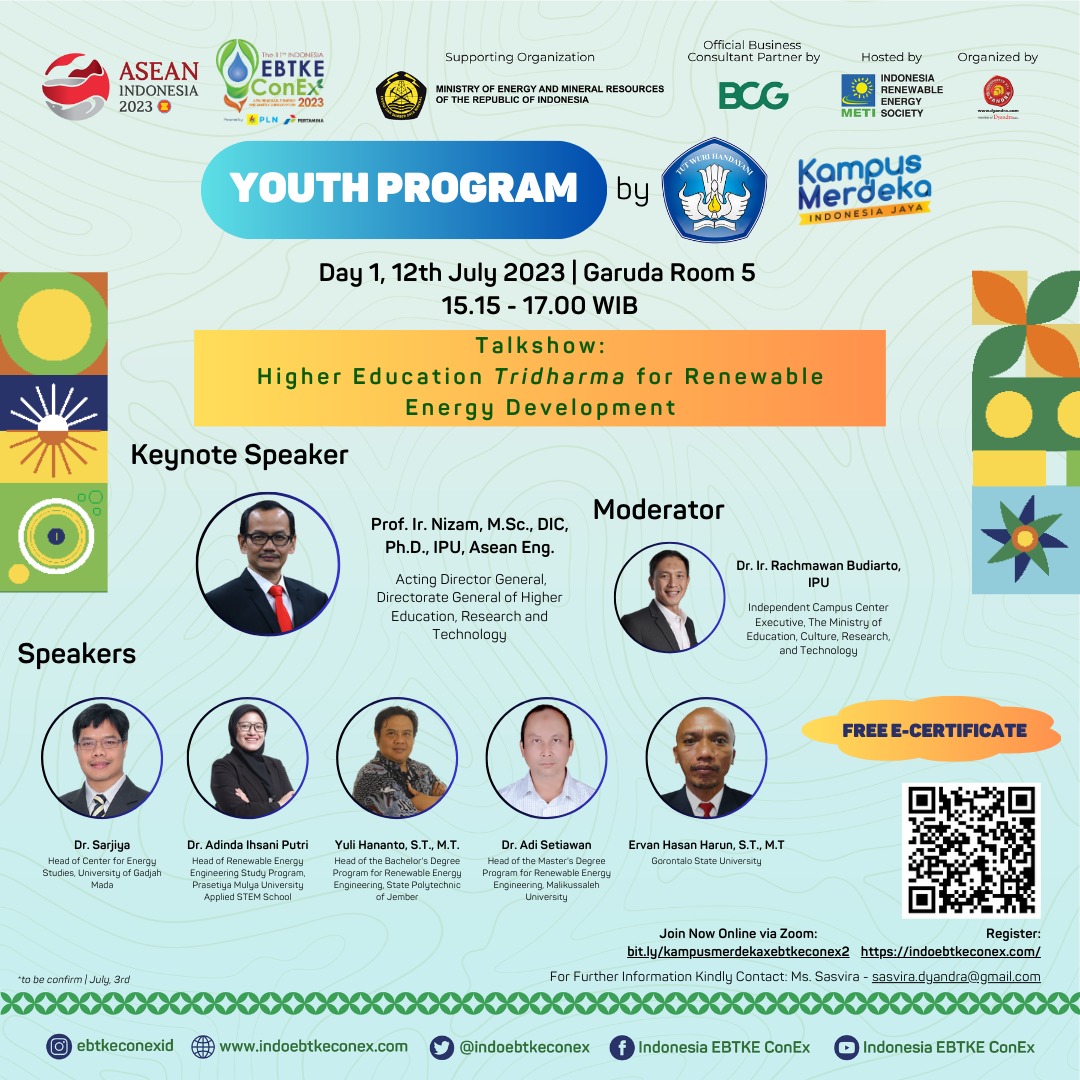 ASEAN
INDONESIA
2023
The 11th INDONESIA
EBTKE
ConEx
2023
Powered by PLN PERTAMINA
Supporting Organization
MINISTRY OF ENERGY AND MINERAL RESOURCES
OF THE REPUBLIC OF INDONESIA
Official Business
Consultant Partner by
BCG
Hosted by
METI
INDONESIA
RENEWABLE
ENERGY
SOCIETY
Organized by
DYANDRA
www.dyandra.com
YOUTH PROGRAM
by
TUT WURI HANDAYANI
Kampus
Merdeka
INDONESIA JAYA
Day 1, 12th July 2023 | Garuda Room 5
15.15 - 17.00 WIB
Talkshow:
Higher Education Tridharma for Renewable
Energy Development
Keynote Speaker
Prof. Ir. Nizam, M.Sc., DIC,
Ph.D., IPU, Asean Eng.
Acting Director General,
Directorate General of Higher
Education, Research and
Technology
Moderator
Dr. Ir. Rachmawan Budiarto,
IPU
Independent Campus Center
Executive, The Ministry of
Education, Culture, Research,
and Technology
Speakers
Dr. Sarjiya
Head of Center for Energy
Studies, University of Gadjah
Mada
Dr. Adinda Ihsani Putri
Head of Renewable Energy
Engineering Study Program,
Prasetiya Mulya University
Applied STEM School
Yuli Hananto, S.T., M.T.
Head of the Bachelor's Degree
Program for Renewable Energy
Engineering, State Polytechnic
of Jember
Dr. Adi Setiawan
Head of the Master's Degree
Program for Renewable Energy
Engineering, Malikussaleh
University
Ervan Hasan Harun, S.T., M.T
Gorontalo State University
FREE E-CERTIFICATE
Join Now Online via Zoom:
bit.ly/kampusmerdekaxebtkeconex2
Register:
https://indoebtkeconex.com/
*to be confirm | July, 3rd
For Further Information Kindly Contact: Ms. Sasvira - sasvira.dyandra@gmail.com
ebtkeconexid
www.indoebtkeconex.com
@indoebtkeconex
Indonesia EBTKE ConEx
Indonesia EBTKE ConEx